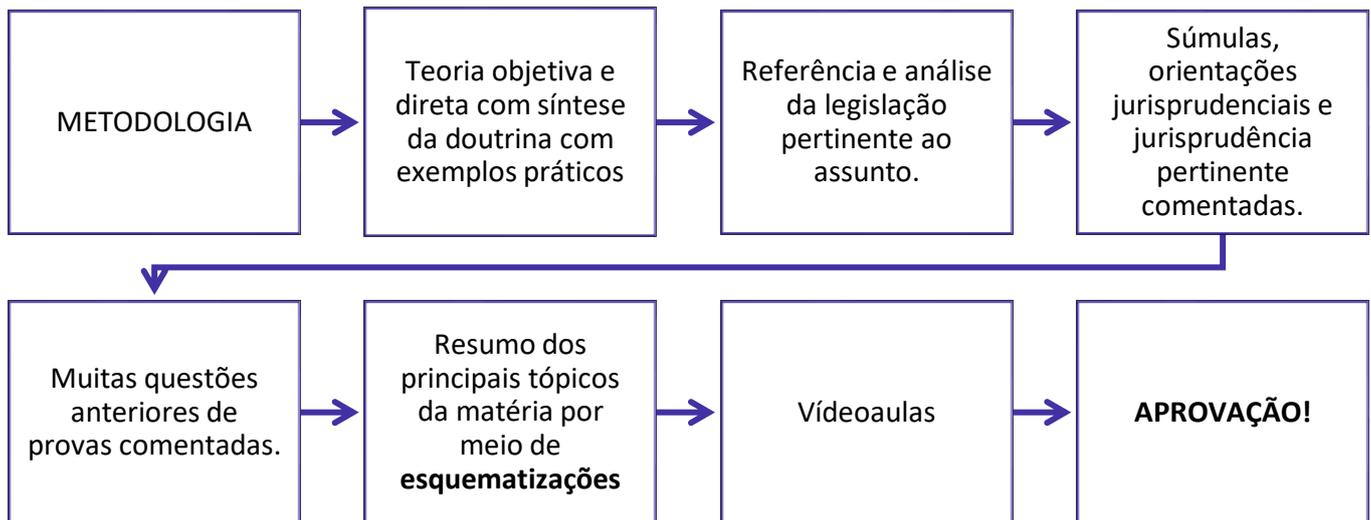 METODOLOGIA
Teoria objetiva e
direta com síntese
da doutrina com
exemplos práticos
Referência e análise
da legislação
pertinente ao
assunto.
Súmulas,
orientações
jurisprudenciais e
jurisprudência
pertinente
comentadas.
Muitas questões
anteriores de
provas comentadas.
Resumo dos
principais tópicos
da matéria por
meio de
esquematizações
Vídeoaulas
APROVAÇÃO!